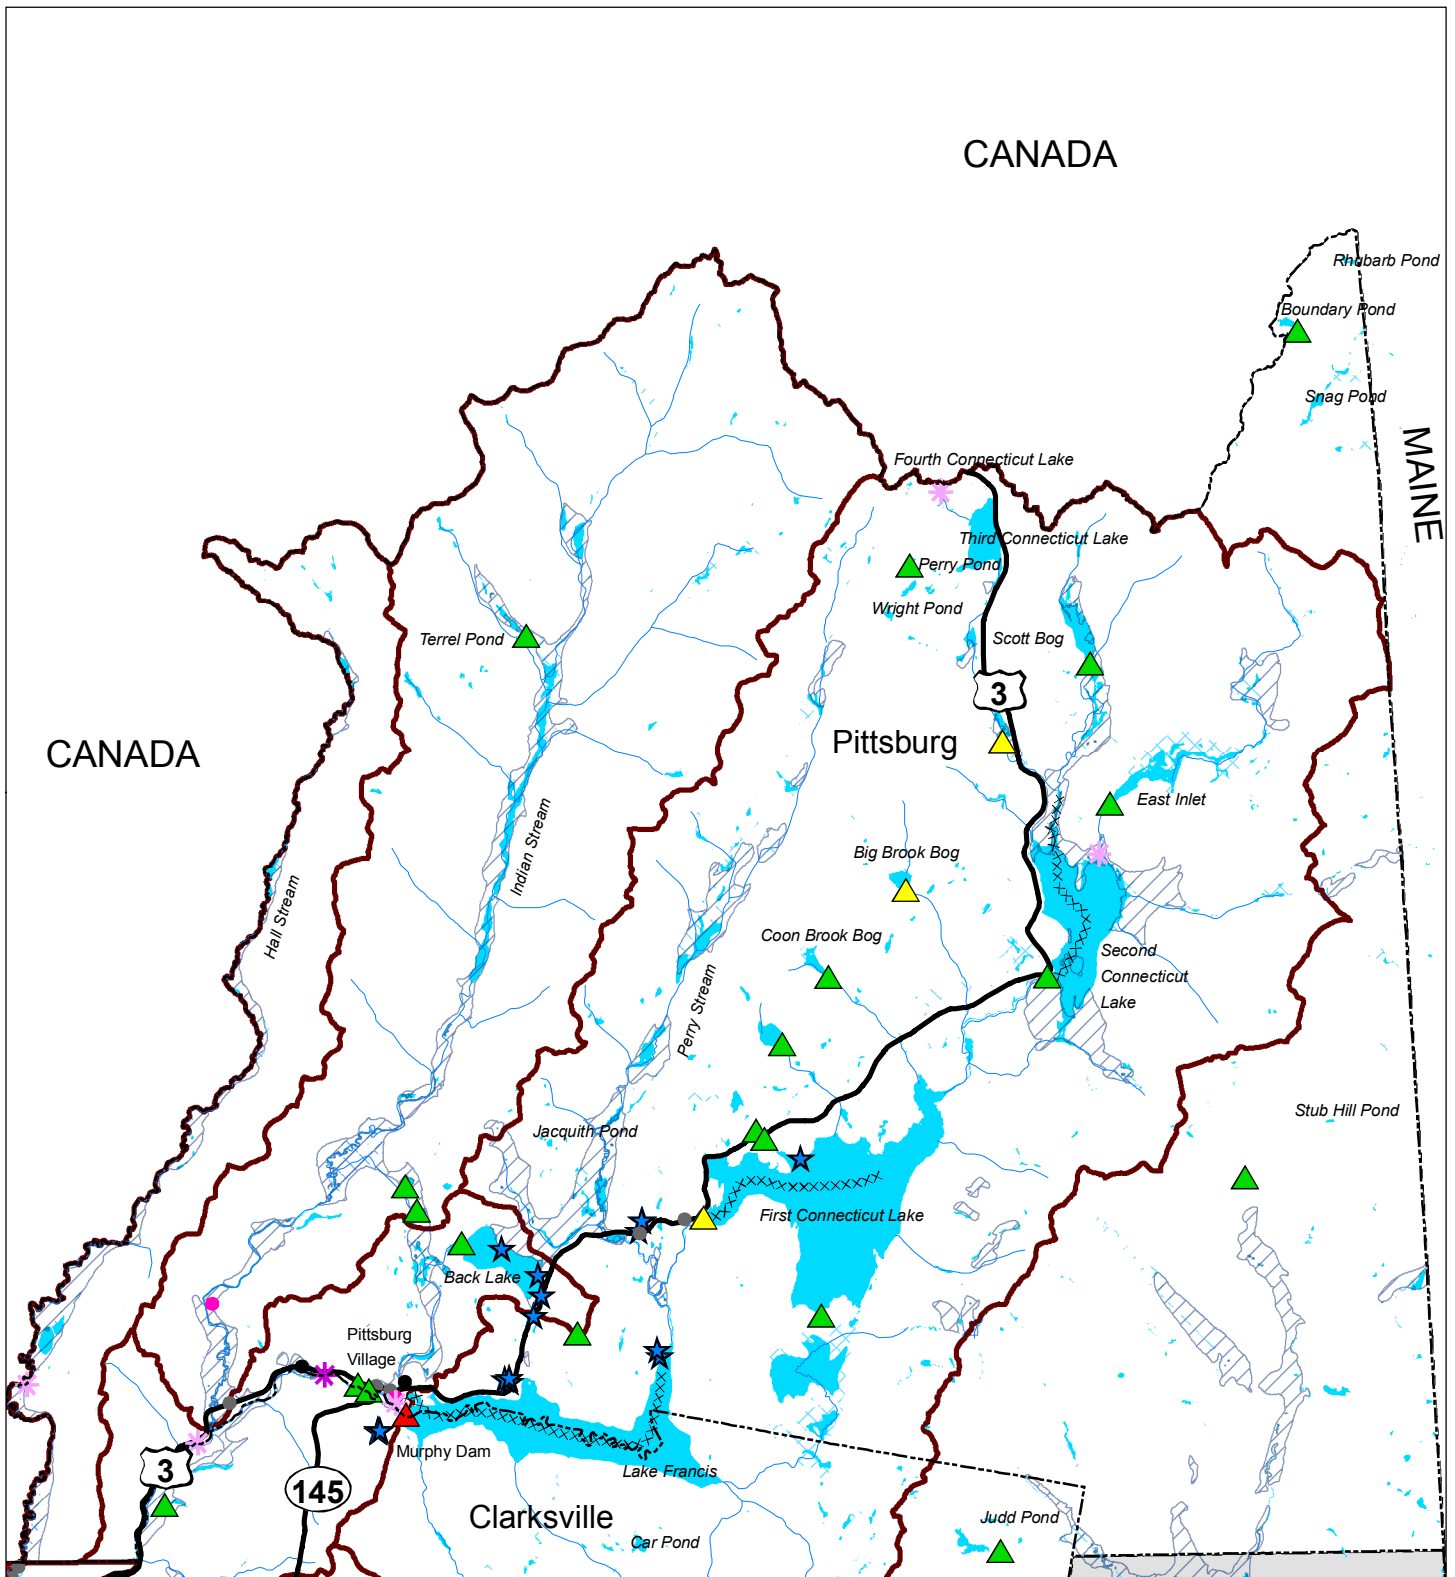 CANADA
Rhubarb Pond
Boundary Pond
Snag Pond
MAINE
Fourth Connecticut Lake
Third Connecticut Lake
Perry Pond
Wright Pond
Terrel Pond
Scott Bog
3
Pittsburg
CANADA
East Inlet
Indian Stream
Big Brook Bog
Hall Stream
Coon Brook Bog
Second
Connecticut
Lake
Perry Stream
Stub Hill Pond
Jacquith Pond
First Connecticut Lake
Back Lake
Pittsburg
Village
Murphy Dam
3
Lake Francis
145
Clarksville
Judd Pond
Car Pond